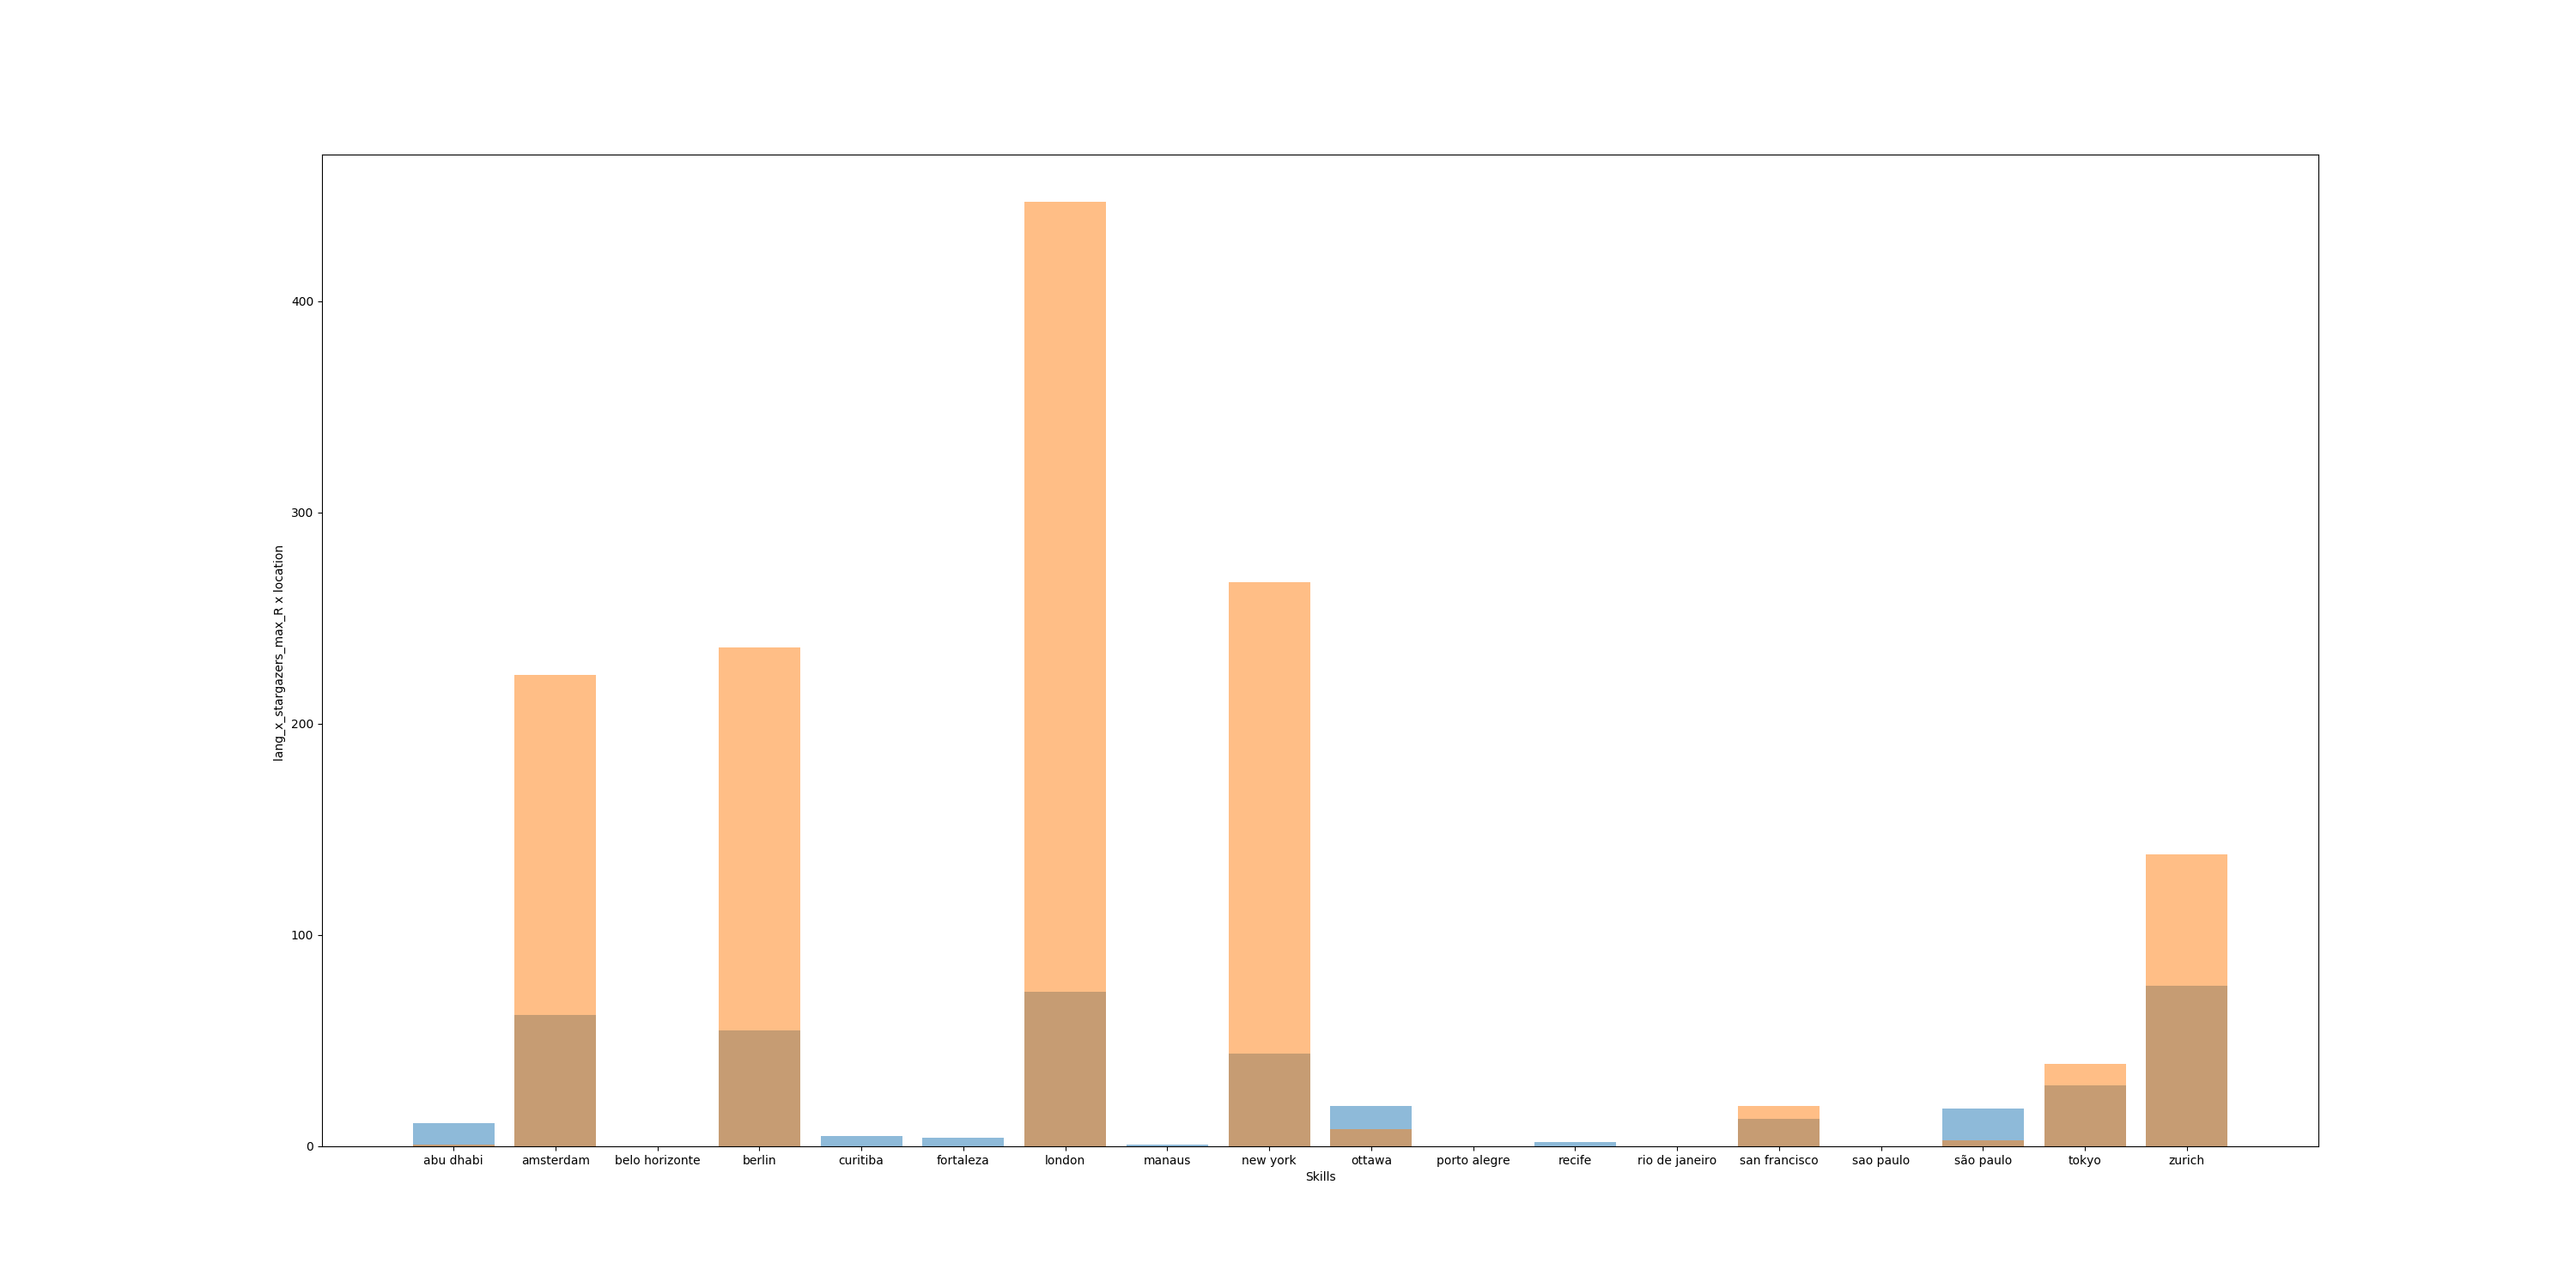 lang_x_stargazers_max_R x location
400
300
200
100
0
abu dhabi amsterdam belo horizonte berlin curitiba fortaleza london manaus new york ottawa porto alegre recife rio de janeiro san francisco sao paulo são paulo tokyo zurich
Skills